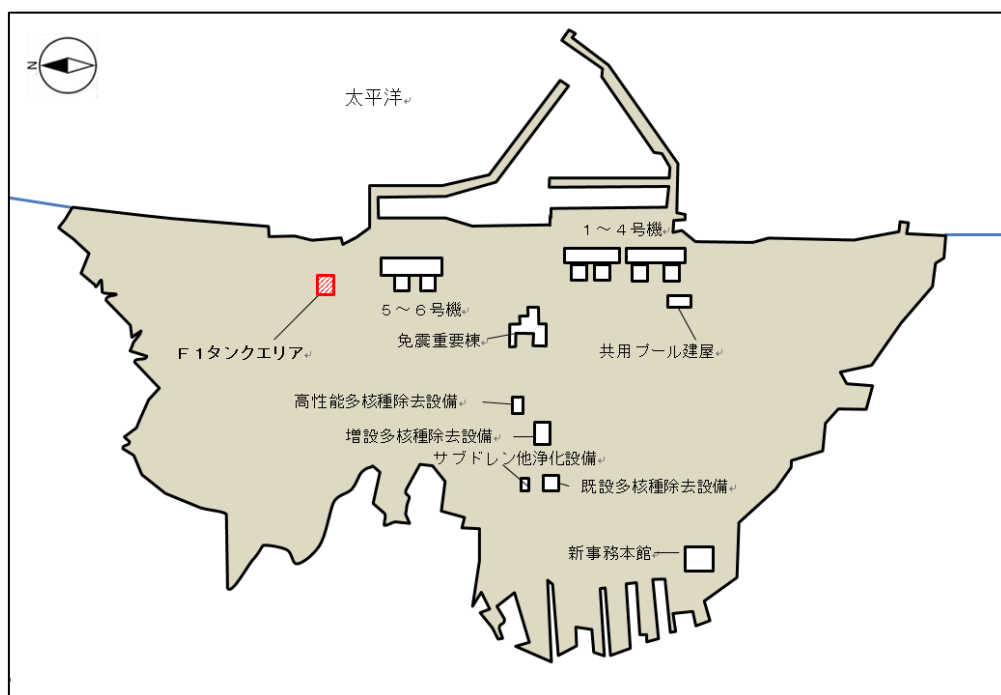 N
太平洋
１～４号機
５～６号機
Ｆ１タンクエリア
免震重要棟
共用プール建屋
高性能多核種除去設備
増設多核種除去設備
サブドレン他浄化設備
既設多核種除去設備
新事務本館